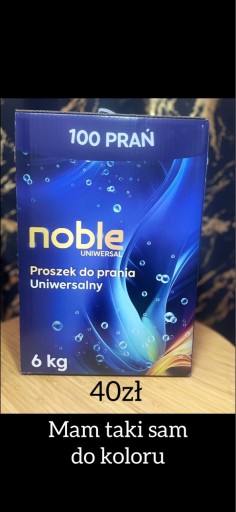 100 PRAŃ
noble
UNIWERSAL
Proszek do prania
Uniwersalny
6 kg
40zł
Mam taki sam
do koloru